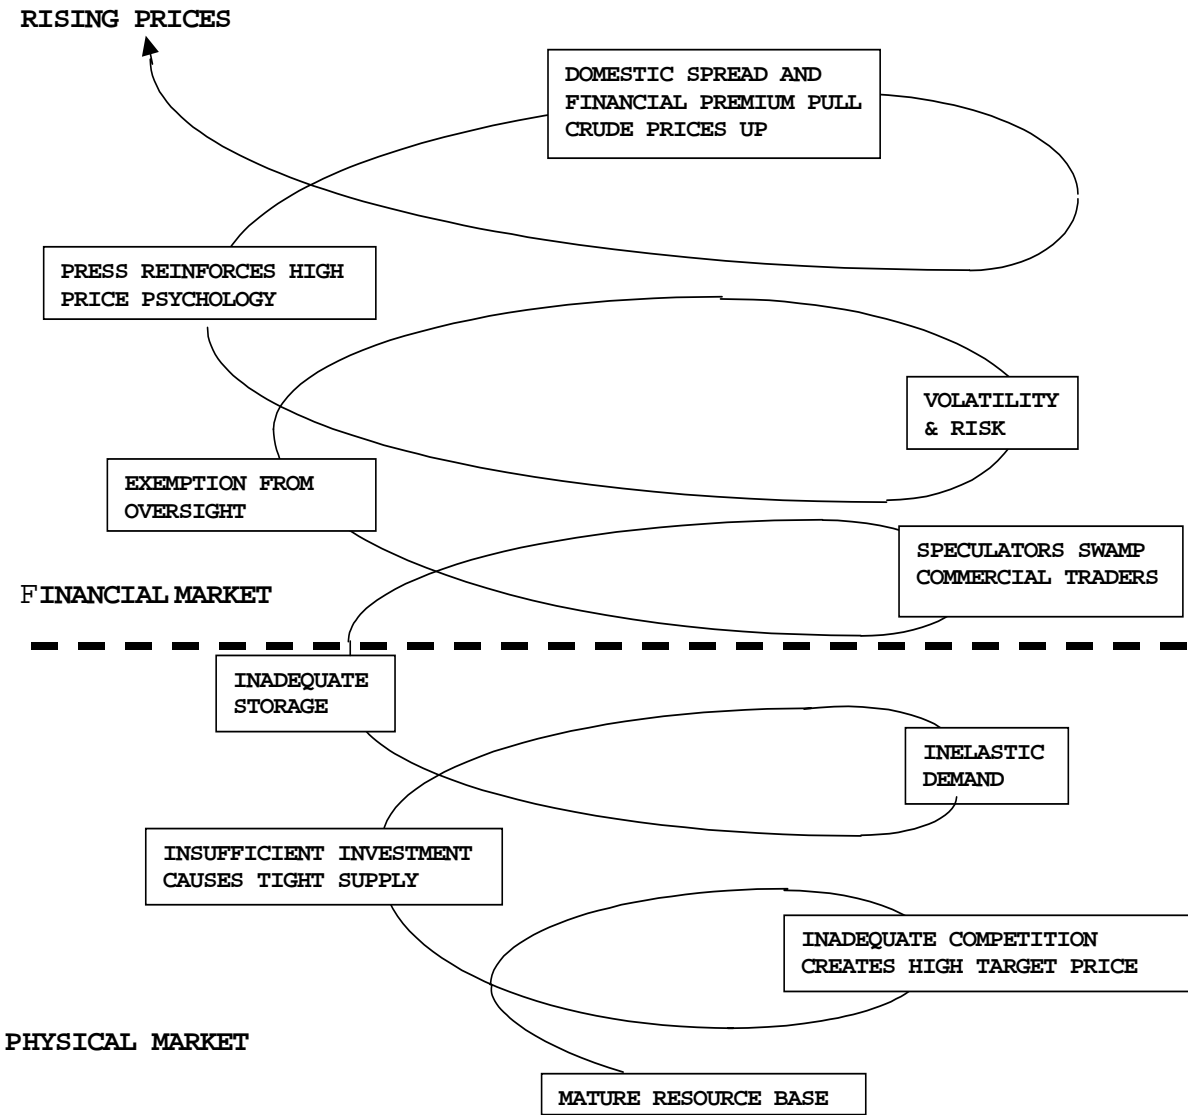 RISING PRICES
DOMESTIC SPREAD AND
FINANCIAL PREMIUM PULL
CRUDE PRICES UP
PRESS REINFORCES HIGH
PRICE PSYCHOLOGY
VOLATILITY
& RISK
EXEMPTION FROM
OVERSIGHT
SPECULATORS SWAMP
COMMERCIAL TRADERS
FINANCIAL MARKET
INADEQUATE
STORAGE
INELASTIC
DEMAND
INSUFFICIENT INVESTMENT
CAUSES TIGHT SUPPLY
INADEQUATE COMPETITION
CREATES HIGH TARGET PRICE
PHYSICAL MARKET
MATURE RESOURCE BASE